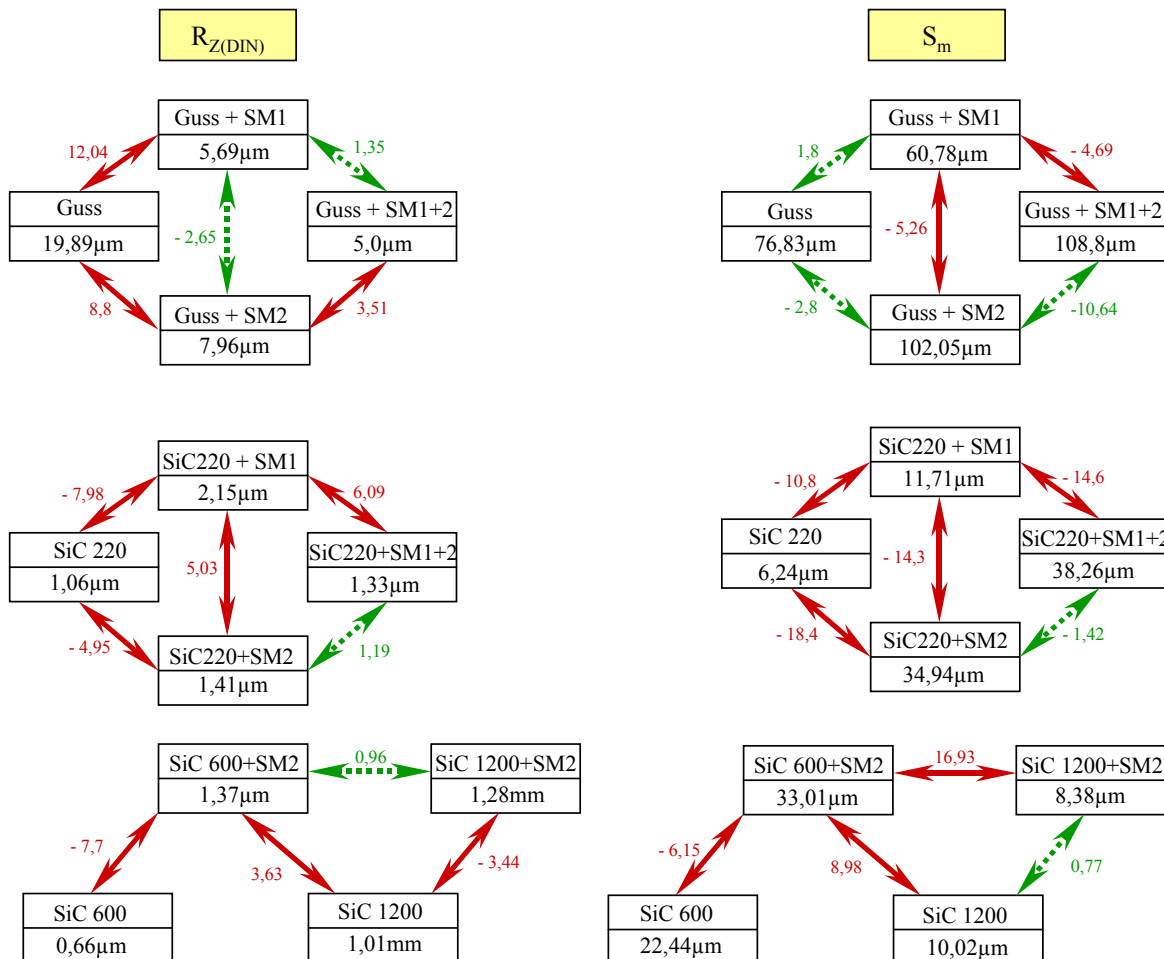 R_Z(DIN)
S_m
Guss + SM1
5,69µm
12,04
1,35
Guss
19,89µm
- 2,65
Guss + SM1+2
5,0µm
8,8
3,51
Guss + SM2
7,96µm
Guss + SM1
60,78µm
1,8
- 4,69
Guss
76,83µm
- 5,26
Guss + SM1+2
108,8µm
- 2,8
-10,64
Guss + SM2
102,05µm
SiC220 + SM1
2,15µm
- 7,98
6,09
SiC 220
1,06µm
5,03
SiC220+SM1+2
1,33µm
- 4,95
1,19
SiC220+SM2
1,41µm
SiC220 + SM1
11,71µm
- 10,8
- 14,6
SiC 220
6,24µm
- 14,3
SiC220+SM1+2
38,26µm
- 18,4
- 1,42
SiC220+SM2
34,94µm
SiC 600+SM2
1,37µm
0,96
SiC 1200+SM2
1,28mm
- 7,7
3,63
- 3,44
SiC 600
0,66µm
SiC 1200
1,01mm
SiC 600+SM2
33,01µm
16,93
SiC 1200+SM2
8,38µm
- 6,15
8,98
0,77
SiC 600
22,44µm
SiC 1200
10,02µm